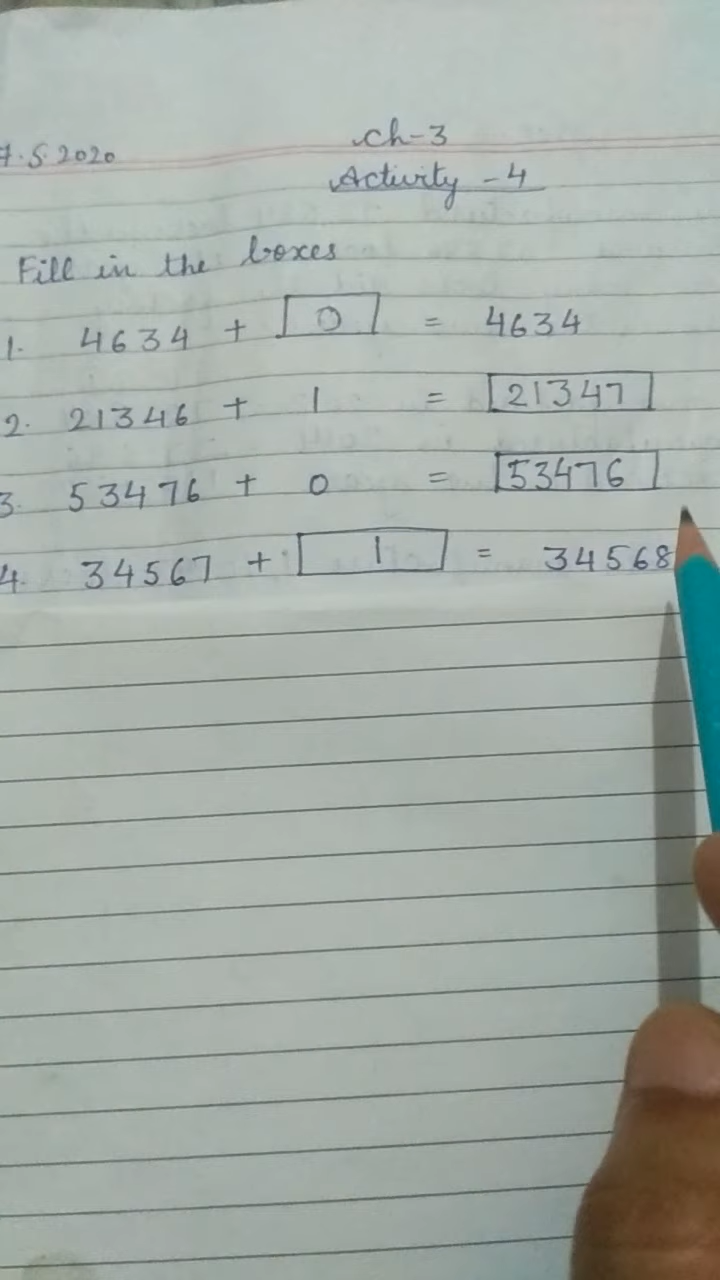 7.5.2020
Ch-3
Activity - 4
Fill in the boxes
1. 4634 + 0 = 4634
2. 21346 + 1 = 21347
3. 53476 + 0 = 53476
4. 34567 + 1 = 34568